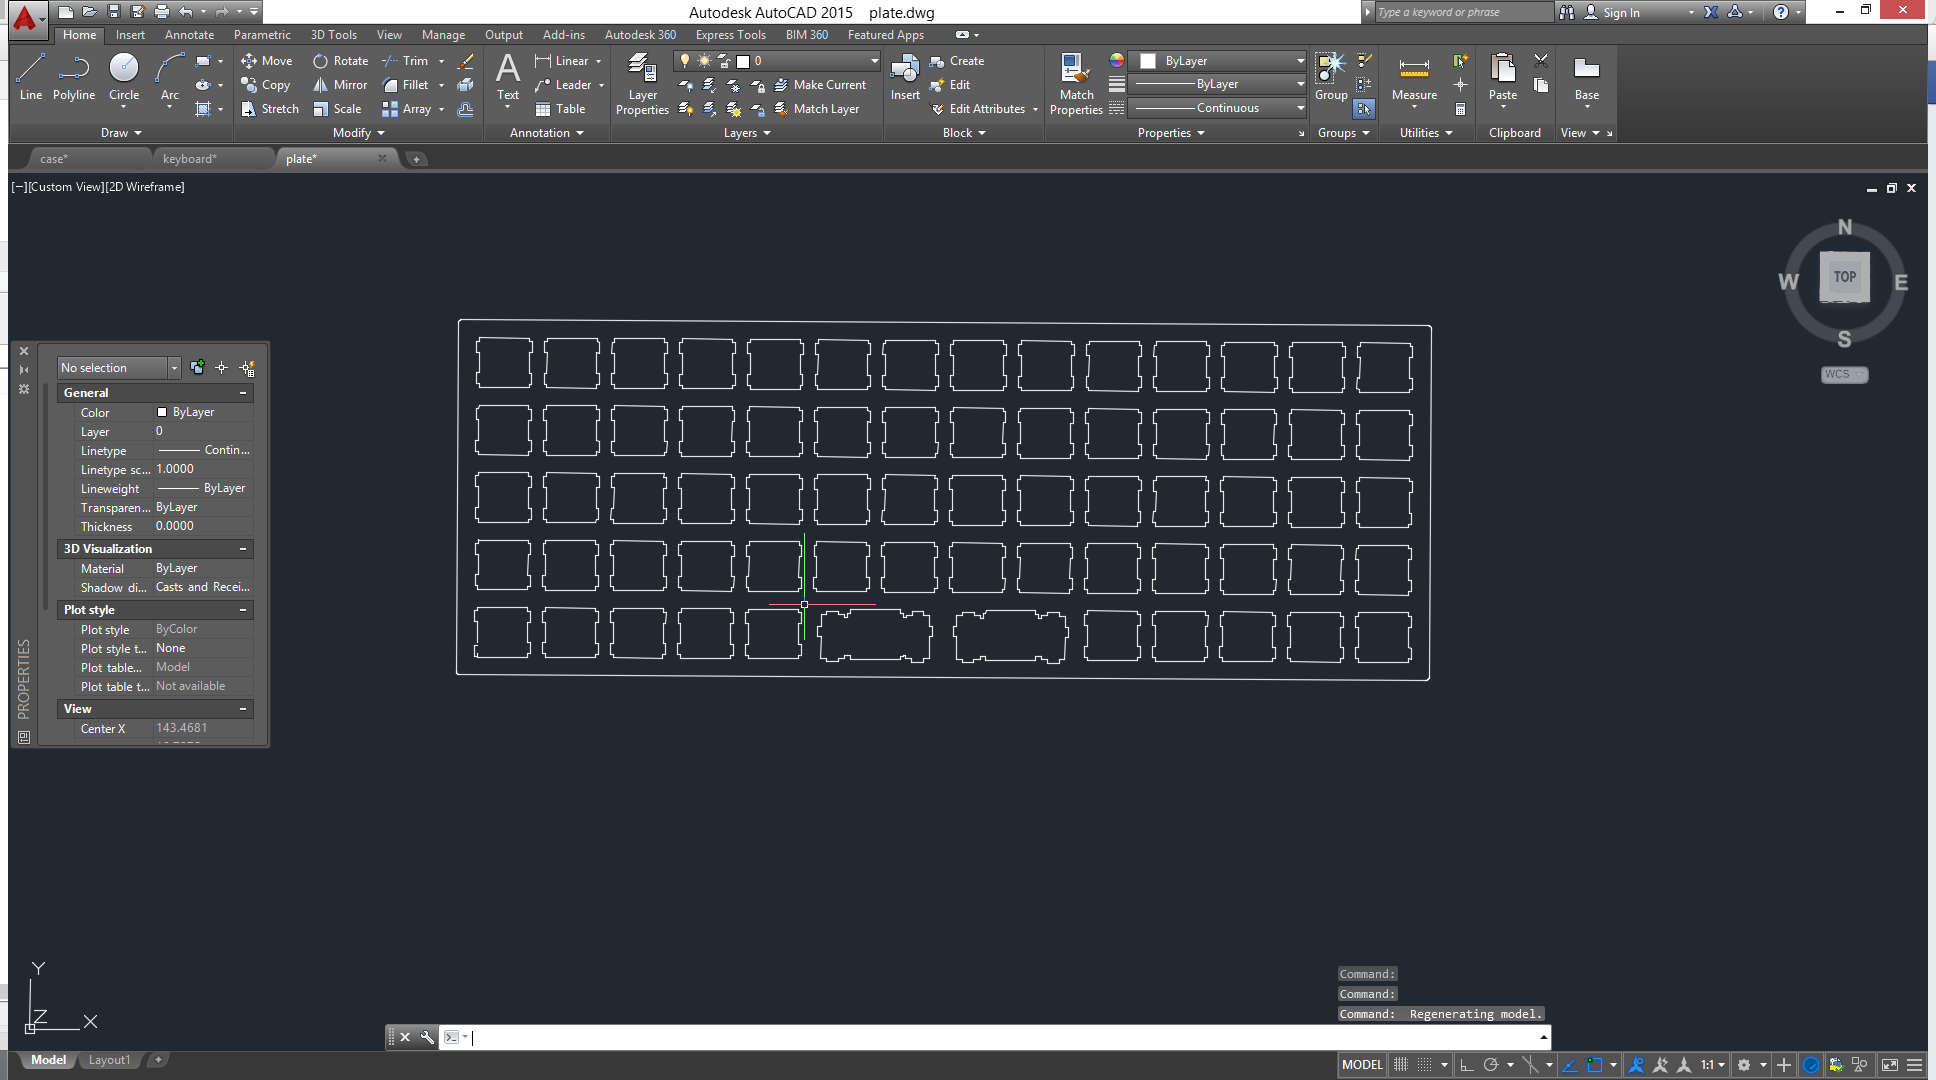 Autodesk AutoCAD 2015 plate.dwg
Type a keyword or phrase
Sign In
Home Insert Annotate Parametric 3D Tools View Manage Output Add-ins Autodesk 360 Express Tools BIM 360 Featured Apps
Line Polyline Circle Arc
Draw
Move Rotate Trim
Copy Mirror Fillet
Stretch Scale Array
Modify
Text
Linear
Leader
Table
Annotation
Layer
Properties
0
Make Current
Match Layer
Layers
Insert
Create
Edit
Edit Attributes
Block
Match
Properties
ByLayer
ByLayer
Continuous
Properties
Group
Groups
Measure
Utilities
Paste
Clipboard
Base
View
case* keyboard* plate*
[−][Custom View][2D Wireframe]
N
W TOP E
S
WCS
No selection
General
Color ByLayer
Layer 0
Linetype Contin...
Linetype sc... 1.0000
Lineweight ByLayer
Transparen... ByLayer
Thickness 0.0000
3D Visualization
Material ByLayer
Shadow di... Casts and Recei...
Plot style
Plot style ByColor
Plot style t... None
Plot table... Model
Plot table t... Not available
View
Center X 143.4681
PROPERTIES
Y
Z X
Command:
Command:
Command: Regenerating model.
Model Layout1
MODEL 1:1